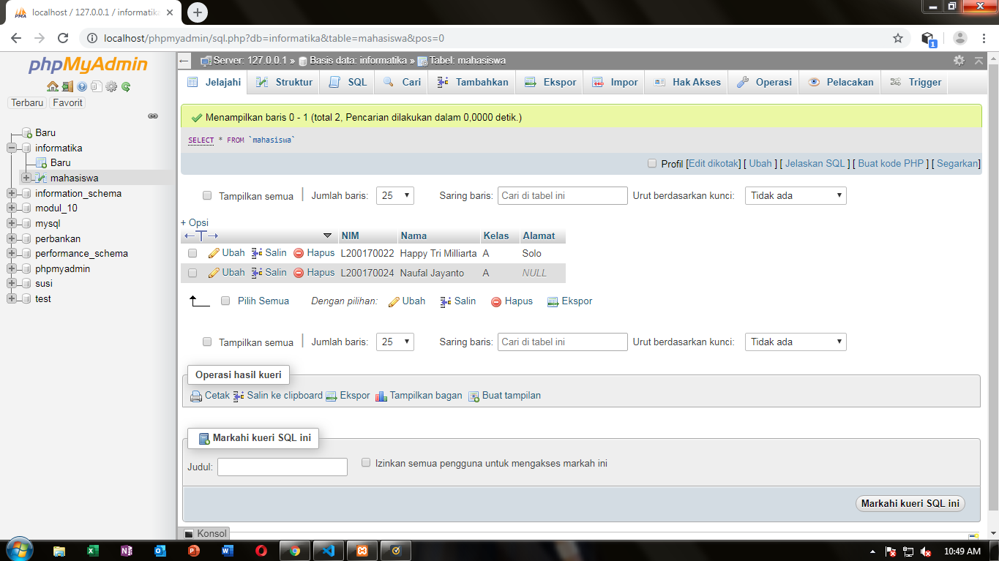 localhost / 127.0.0.1 / informatika
localhost/phpmyadmin/sql.php?db=informatika&table=mahasiswa&pos=0
1
phpMyAdmin
Terbaru Favorit
Baru
informatika
Baru
mahasiswa
information_schema
modul_10
mysql
perbankan
performance_schema
phpmyadmin
susi
test
Server: 127.0.0.1 » Basis data: informatika » Tabel: mahasiswa
Jelajahi Struktur SQL Cari Tambahkan Ekspor Impor Hak Akses Operasi Pelacakan Trigger
Menampilkan baris 0 - 1 (total 2, Pencarian dilakukan dalam 0,0000 detik.)
SELECT * FROM `mahasiswa`
Profil [Edit dikotak] [ Ubah ] [ Jelaskan SQL ] [ Buat kode PHP ] [ Segarkan]
Tampilkan semua | Jumlah baris: 25 Saring baris: Cari di tabel ini Urut berdasarkan kunci: Tidak ada
+ Opsi
←T→ NIM Nama Kelas Alamat
Ubah Salin Hapus L200170022 Happy Tri Milliarta A Solo
Ubah Salin Hapus L200170024 Naufal Jayanto A NULL
Pilih Semua Dengan pilihan: Ubah Salin Hapus Ekspor
Tampilkan semua | Jumlah baris: 25 Saring baris: Cari di tabel ini Urut berdasarkan kunci: Tidak ada
Operasi hasil kueri
Cetak Salin ke clipboard Ekspor Tampilkan bagan Buat tampilan
Markahi kueri SQL ini
Judul: Izinkan semua pengguna untuk mengakses markah ini
Markahi kueri SQL ini
Konsol
10:49 AM